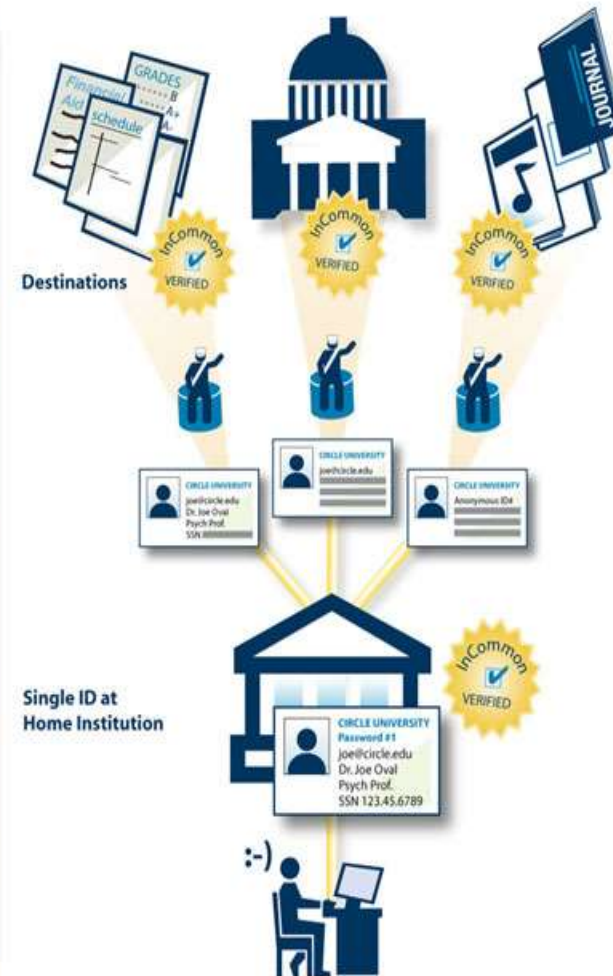 Financial
Aid
GRADES
B
A+
A-
schedule
JOURNAL
InCommon
VERIFIED
InCommon
VERIFIED
InCommon
VERIFIED
Destinations
CIRCLE UNIVERSITY
joe@circle.edu
Dr. Joe Oval
Psych Prof.
SSN
CIRCLE UNIVERSITY
joe@circle.edu
CIRCLE UNIVERSITY
Anonymous ID#
InCommon
VERIFIED
Single ID at
Home Institution
CIRCLE UNIVERSITY
Password #1
joe@circle.edu
Dr. Joe Oval
Psych Prof.
SSN 123.45.6789
:-)